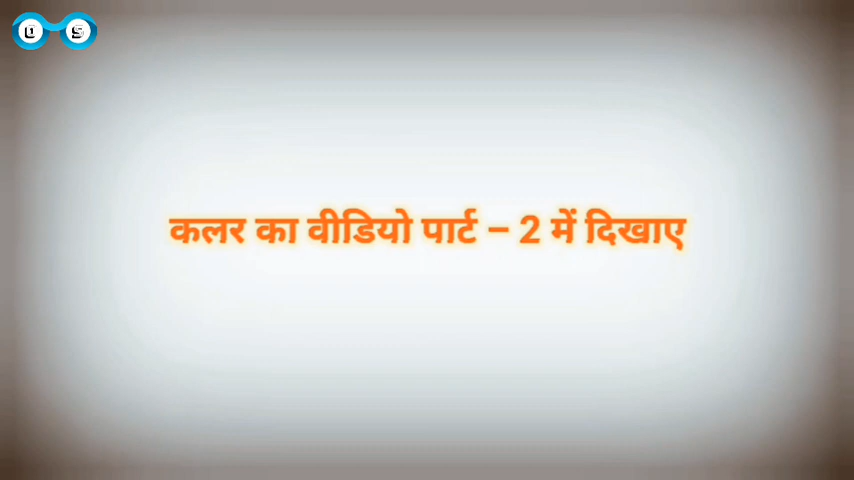 U S
कलर का वीडियो पार्ट – 2 में दिखाए